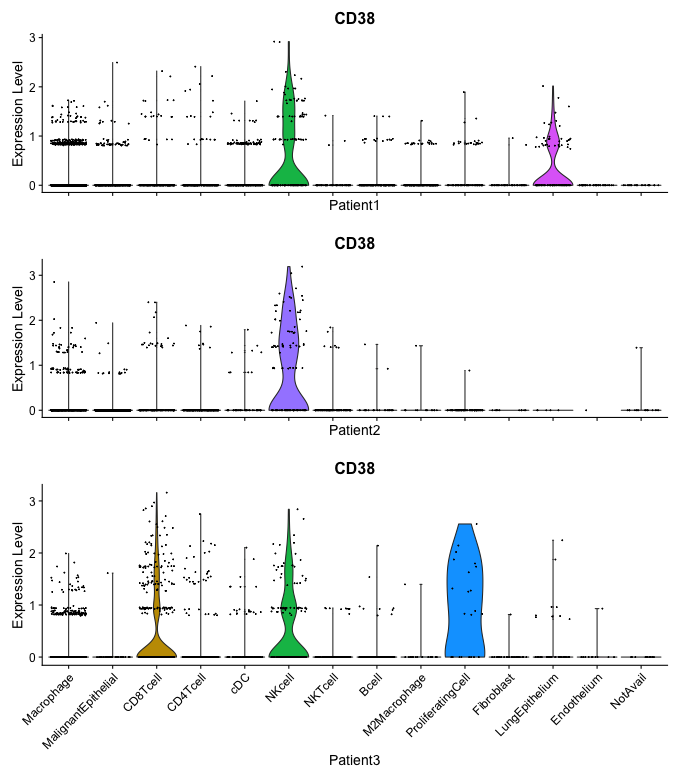 CD38
Expression Level
3
2
1
0
Patient1
CD38
Expression Level
3
2
1
0
Patient2
CD38
Expression Level
3
2
1
0
Macrophage
MalignantEpithelial
CD8Tcell
CD4Tcell
cDC
NKcell
NKTcell
Bcell
M2Macrophage
ProliferatingCell
Fibroblast
LungEpithelium
Endothelium
NotAvail
Patient3